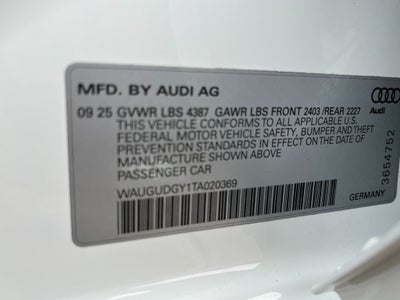 MFD. BY AUDI AG
Audi
09 25 GVWR LBS 4387 GAWR LBS FRONT 2403 /REAR 2227
THIS VEHICLE CONFORMS TO ALL APPLICABLE U.S.
FEDERAL MOTOR VEHICLE SAFETY, BUMPER AND THEFT
PREVENTION STANDARDS IN EFFECT ON THE DATE OF
MANUFACTURE SHOWN ABOVE.
PASSENGER CAR
WAUGUDGY1TA020369
GERMANY
3654752